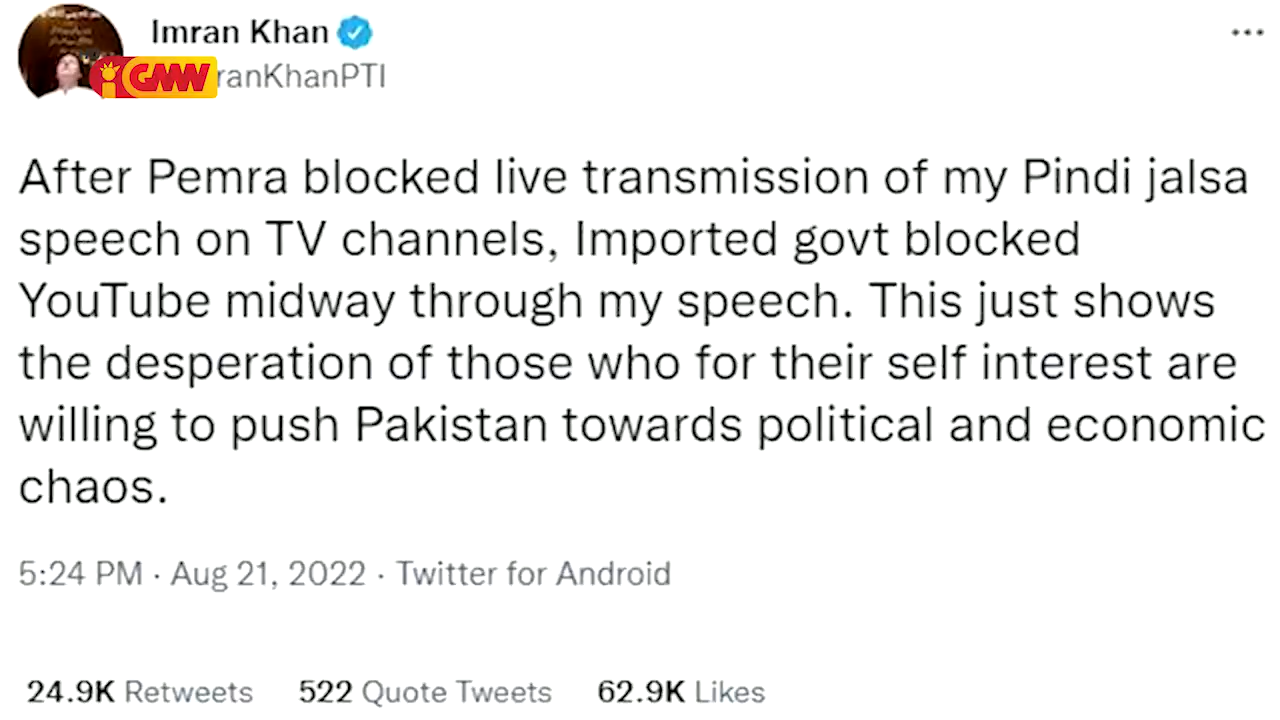 Imran Khan
iGMW
ranKhanPTI
After Pemra blocked live transmission of my Pindi jalsa
speech on TV channels, Imported govt blocked
YouTube midway through my speech. This just shows
the desperation of those who for their self interest are
willing to push Pakistan towards political and economic
chaos.
5:24 PM · Aug 21, 2022 · Twitter for Android
24.9K Retweets 522 Quote Tweets 62.9K Likes